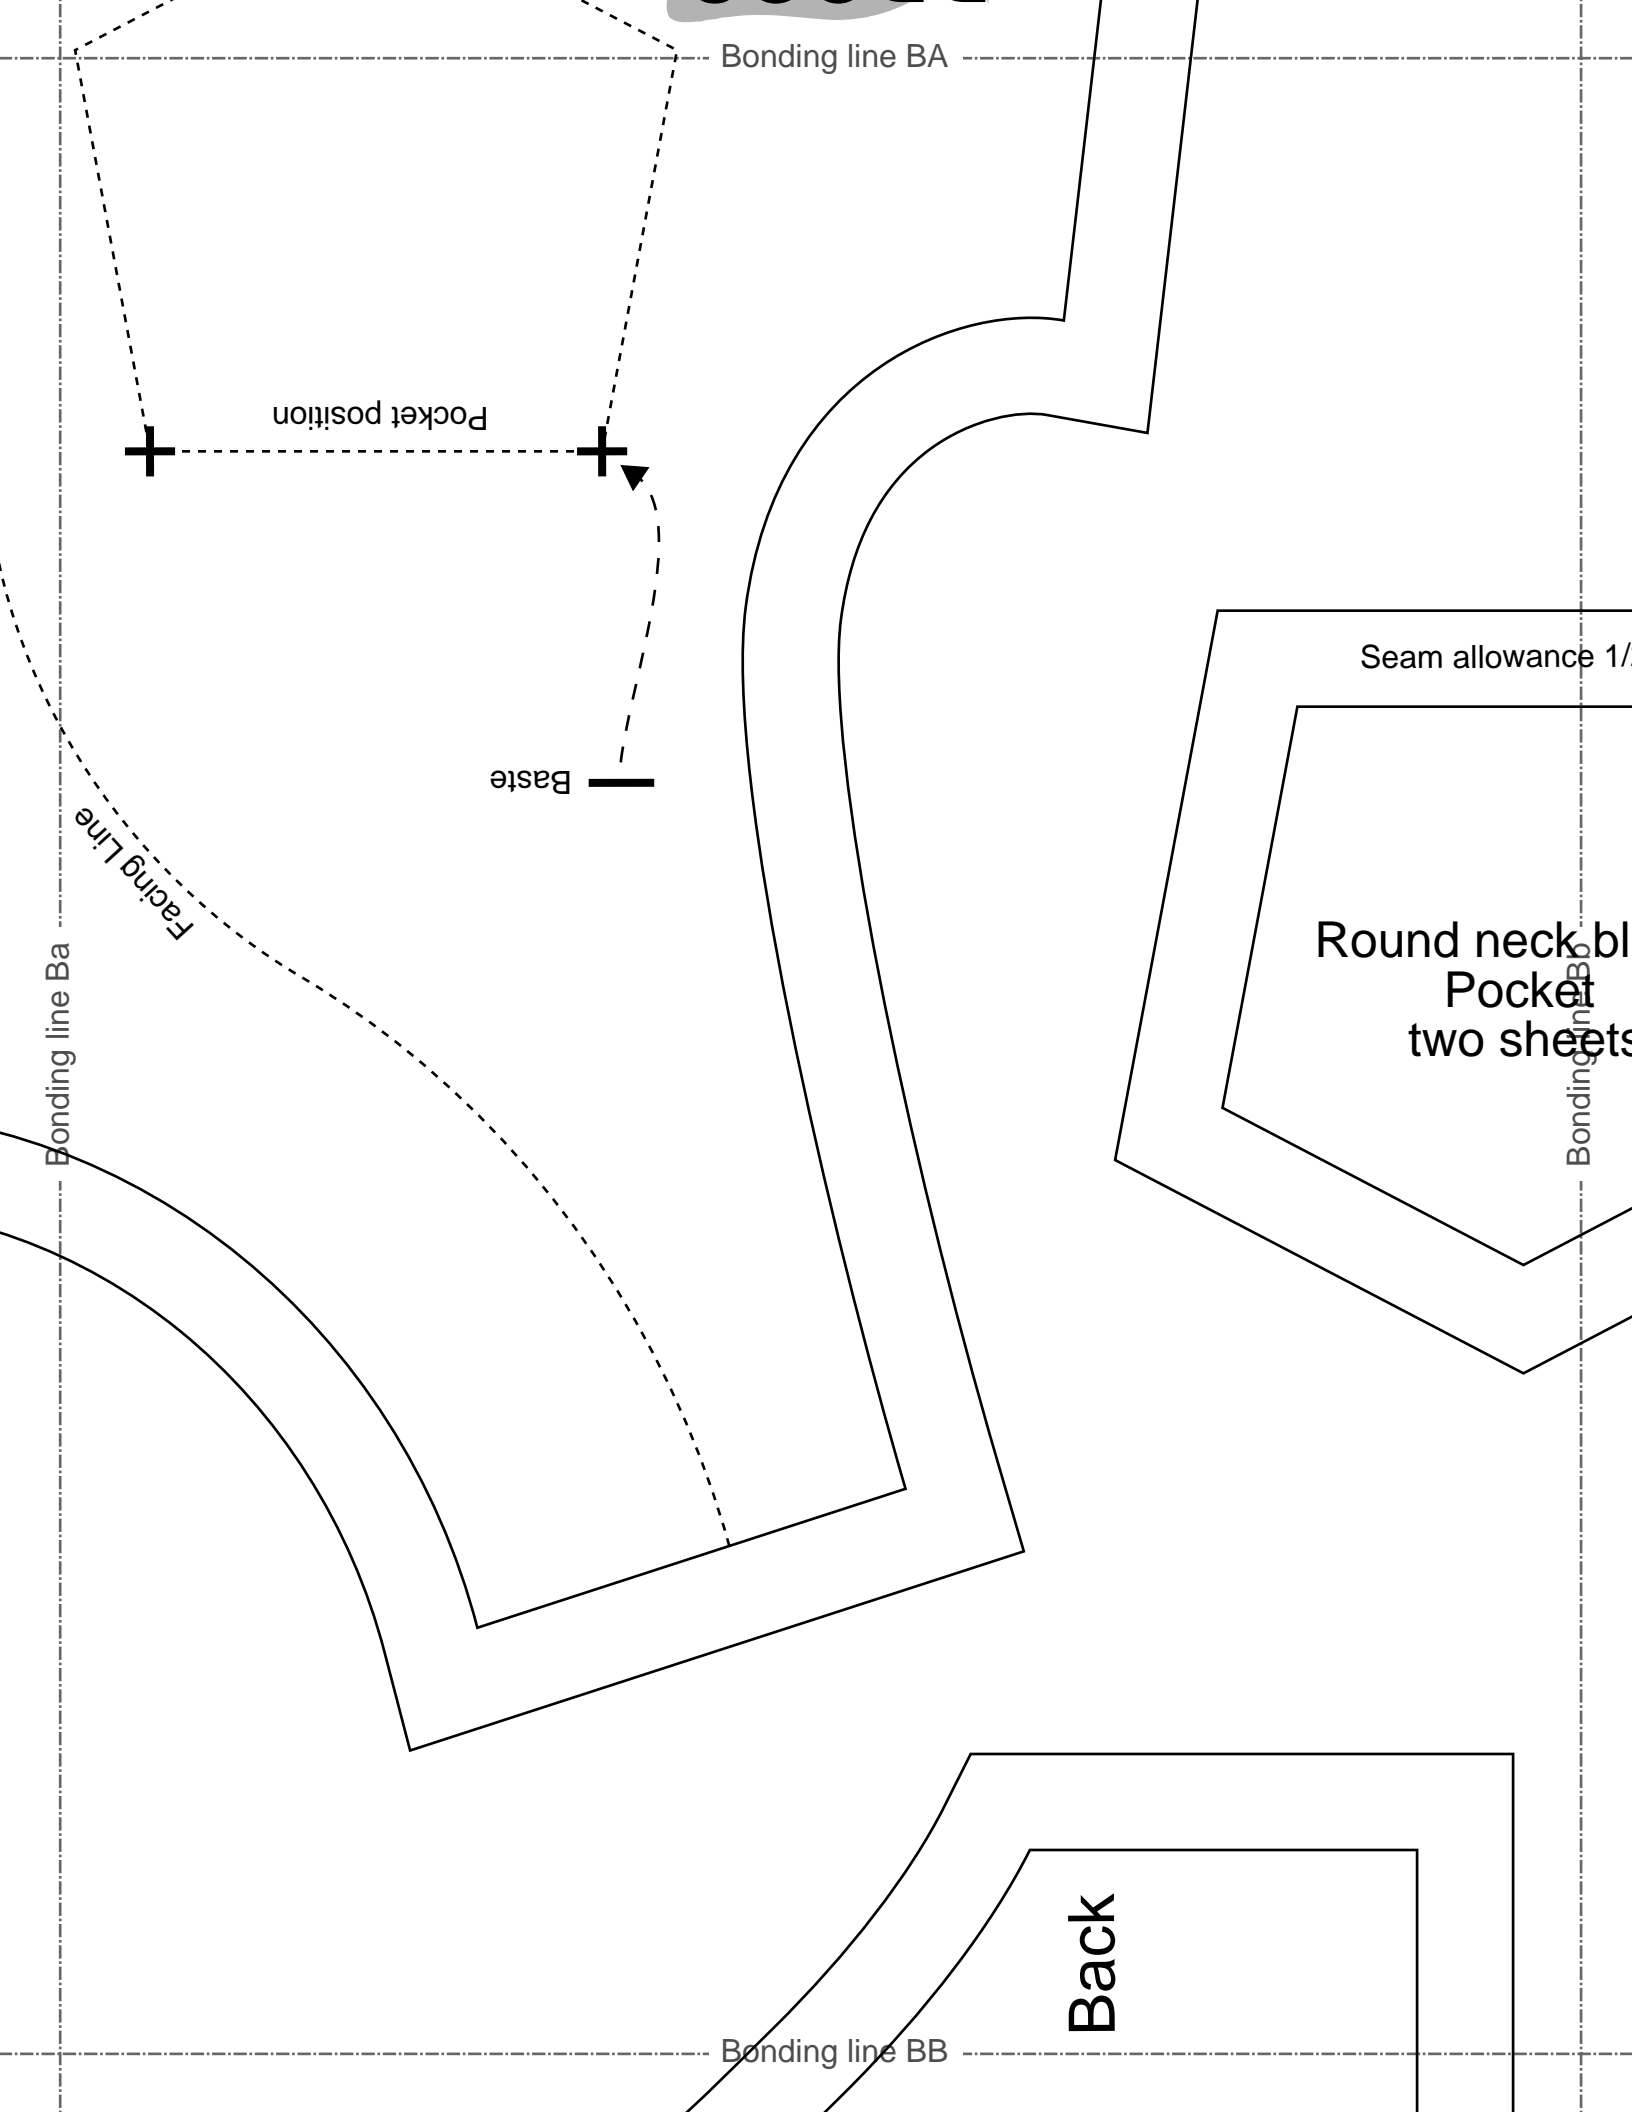 Bonding line BA
Pocket position
Seam allowance 1/
Baste
Facing Line
Bonding line Ba
Round neck bl
Pocket
two sheets
Bonding line Bb
Back
Bonding line BB